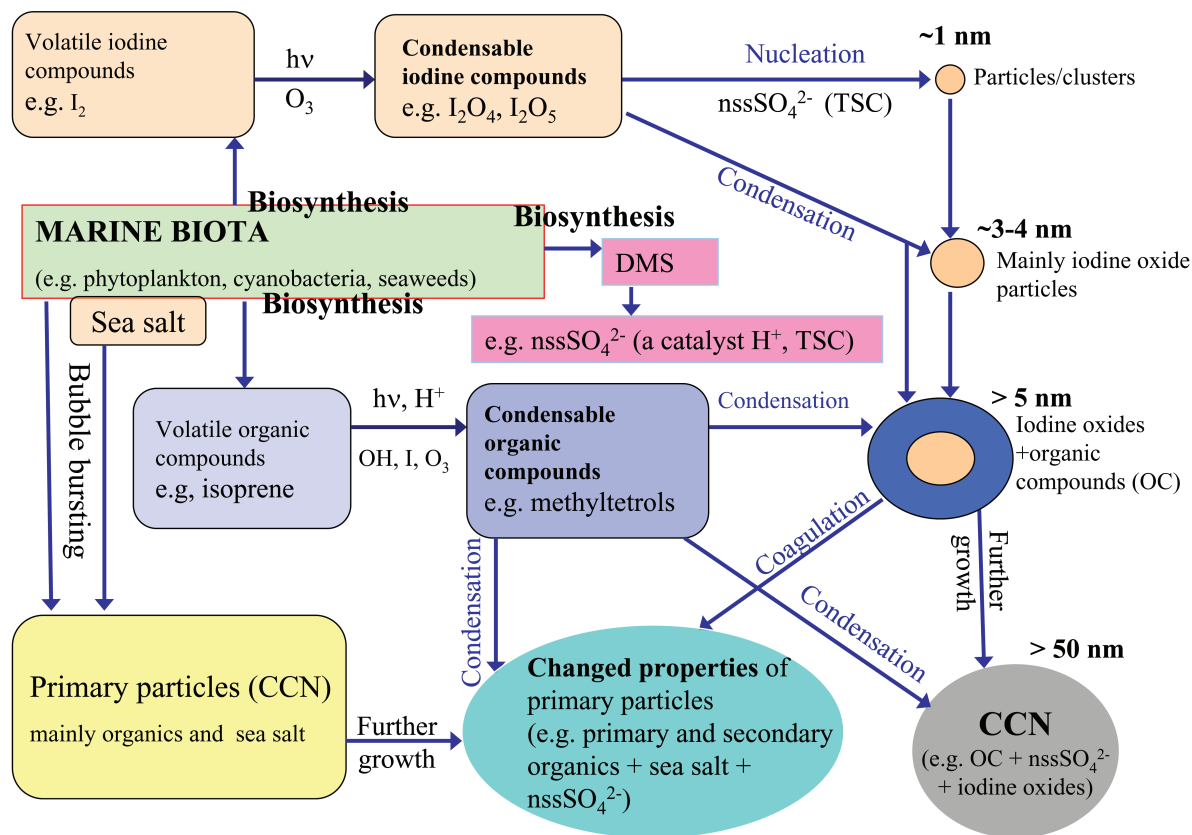 Volatile iodine
compounds
e.g. I₂
hν
O₃
Condensable
iodine compounds
e.g. I₂O₄, I₂O₅
Nucleation
nssSO₄²⁻ (TSC)
~1 nm
Particles/clusters
Condensation
~3-4 nm
Mainly iodine oxide
particles
Biosynthesis
MARINE BIOTA
(e.g. phytoplankton, cyanobacteria, seaweeds)
Biosynthesis
DMS
e.g. nssSO₄²⁻ (a catalyst H⁺, TSC)
Biosynthesis
Sea salt
Bubble bursting
Volatile organic
compounds
e.g, isoprene
hν, H⁺
OH, I, O₃
Condensable
organic
compounds
e.g. methyltetrols
Condensation
> 5 nm
Iodine oxides
+organic
compounds (OC)
Coagulation
Further
growth
Condensation
Condensation
Primary particles (CCN)
mainly organics and sea salt
Further
growth
Changed properties of
primary particles
(e.g. primary and secondary
organics + sea salt +
nssSO₄²⁻)
> 50 nm
CCN
(e.g. OC + nssSO₄²⁻
+ iodine oxides)